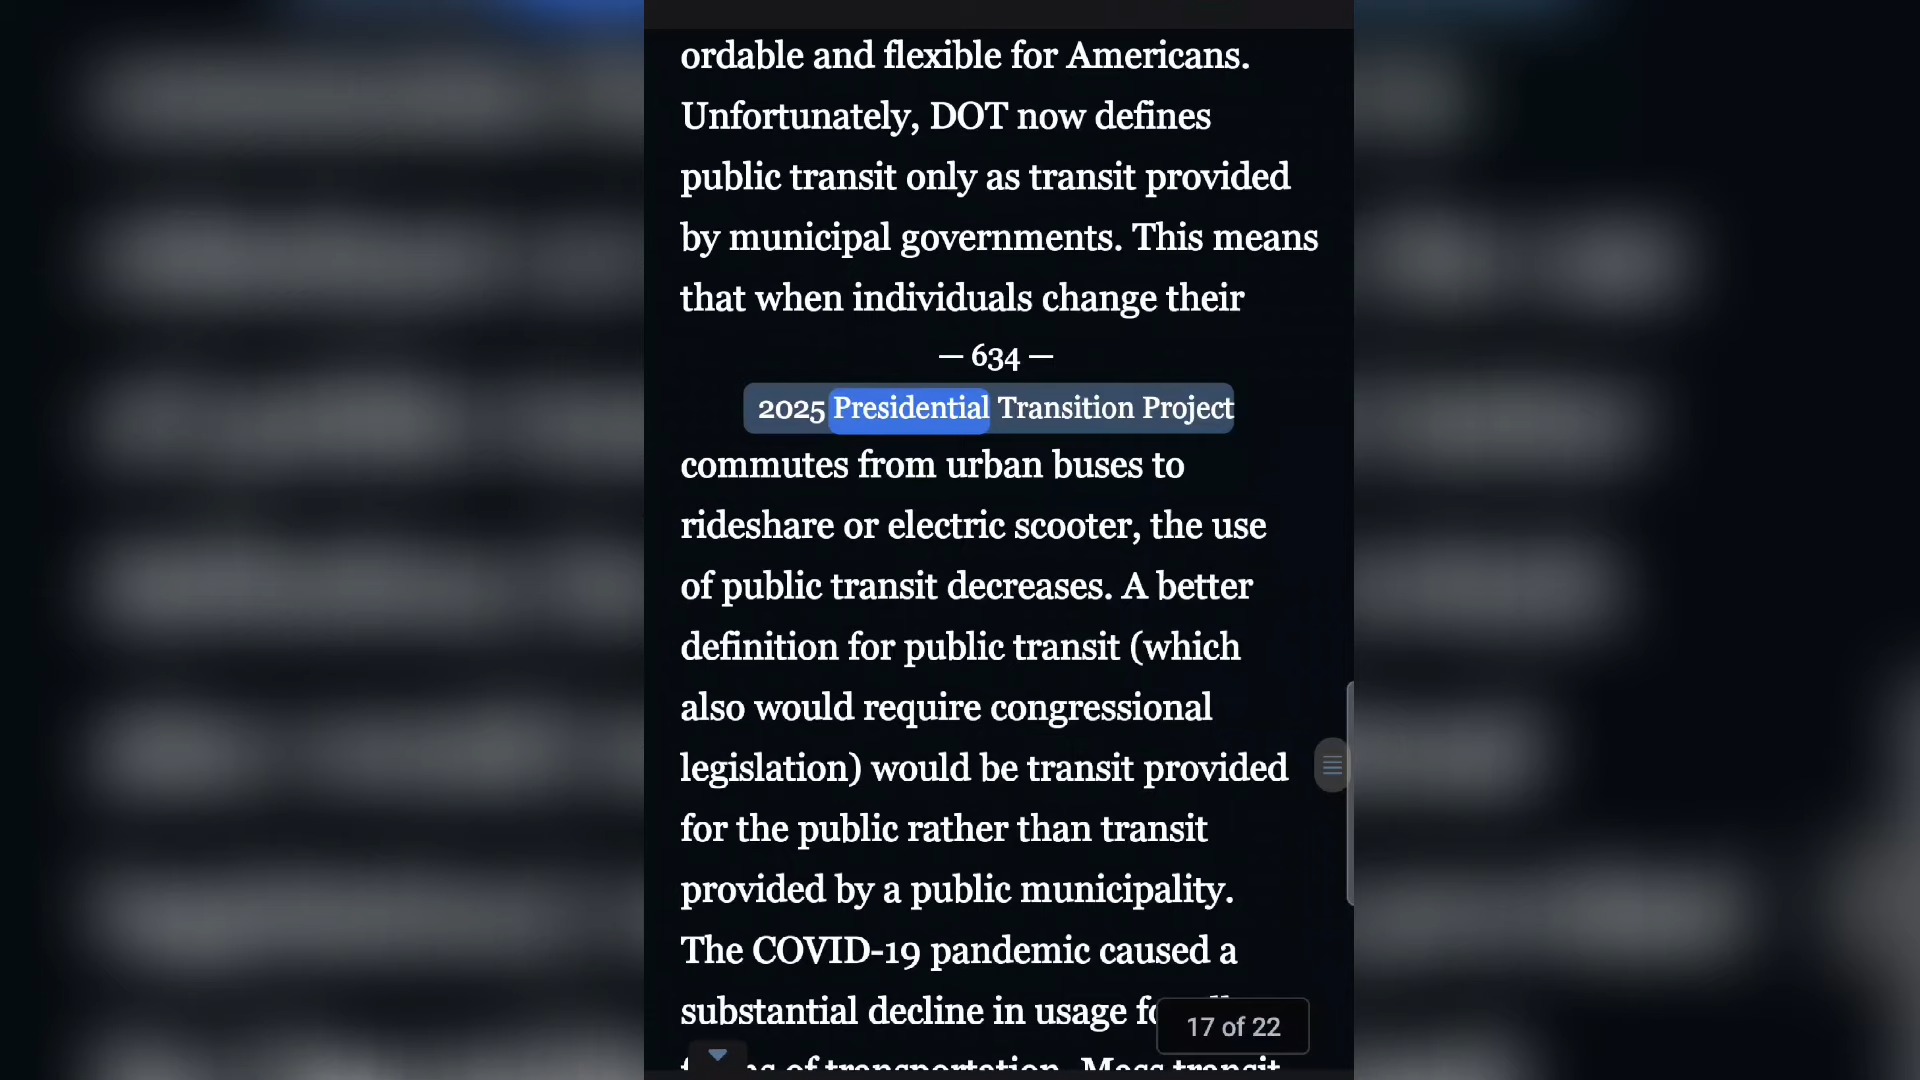 ordable and flexible for Americans.
Unfortunately, DOT now defines
public transit only as transit provided
by municipal governments. This means
that when individuals change their
— 634 —
2025 Presidential Transition Project
commutes from urban buses to
rideshare or electric scooter, the use
of public transit decreases. A better
definition for public transit (which
also would require congressional
legislation) would be transit provided
for the public rather than transit
provided by a public municipality.
The COVID-19 pandemic caused a
substantial decline in usage
17 of 22
of transportation. Mass transit